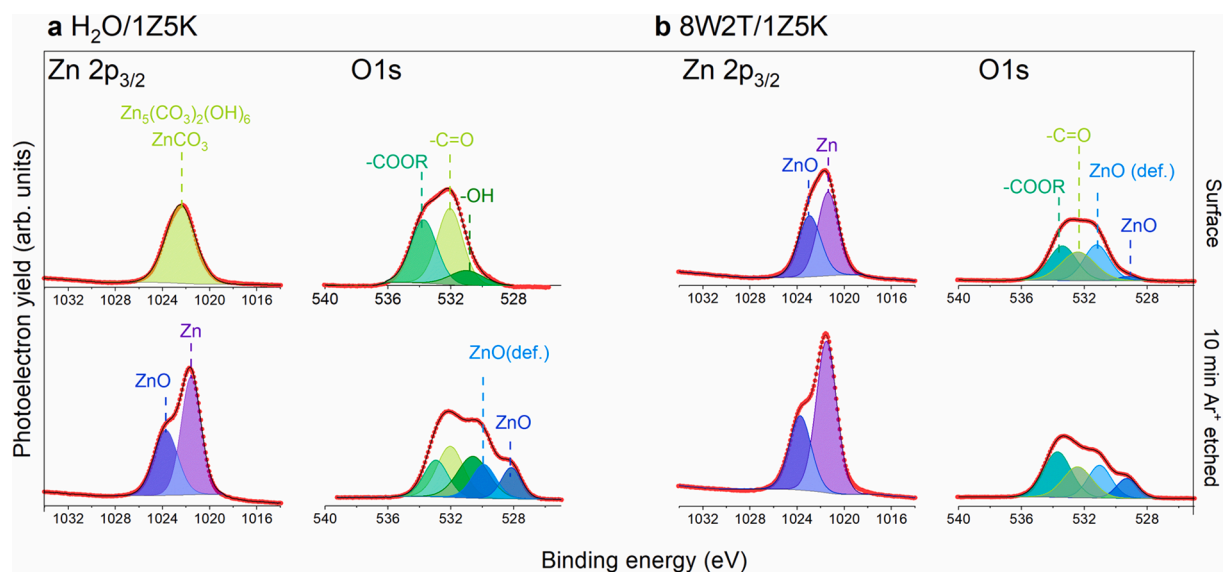 a H₂O/1Z5K
b 8W2T/1Z5K
Zn 2p₃/₂
O1s
Zn 2p₃/₂
O1s
Zn₅(CO₃)₂(OH)₆
ZnCO₃
-COOR
-C=O
-OH
ZnO
Zn
-COOR
-C=O
ZnO (def.)
ZnO
Surface
1032 1028 1024 1020 1016
540 536 532 528
1032 1028 1024 1020 1016
540 536 532 528
ZnO
Zn
ZnO(def.)
ZnO
10 min Ar⁺ etched
1032 1028 1024 1020 1016
540 536 532 528
1032 1028 1024 1020 1016
540 536 532 528
Photoelectron yield (arb. units)
Binding energy (eV)